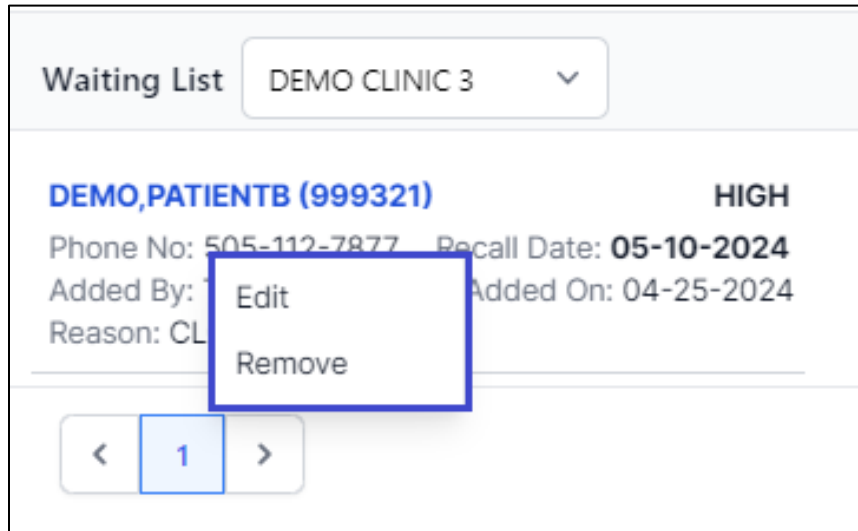 Waiting List DEMO CLINIC 3
DEMO,PATIENTB (999321) HIGH
Phone No: 505-112-7877 Recall Date: 05-10-2024
Added By: Added On: 04-25-2024
Reason: CL
Edit
Remove
1